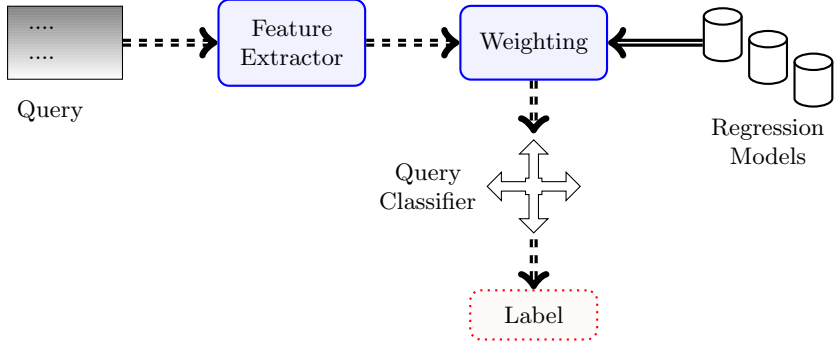 ....
....
Query
Feature
Extractor
Weighting
Regression
Models
Query
Classifier
Label